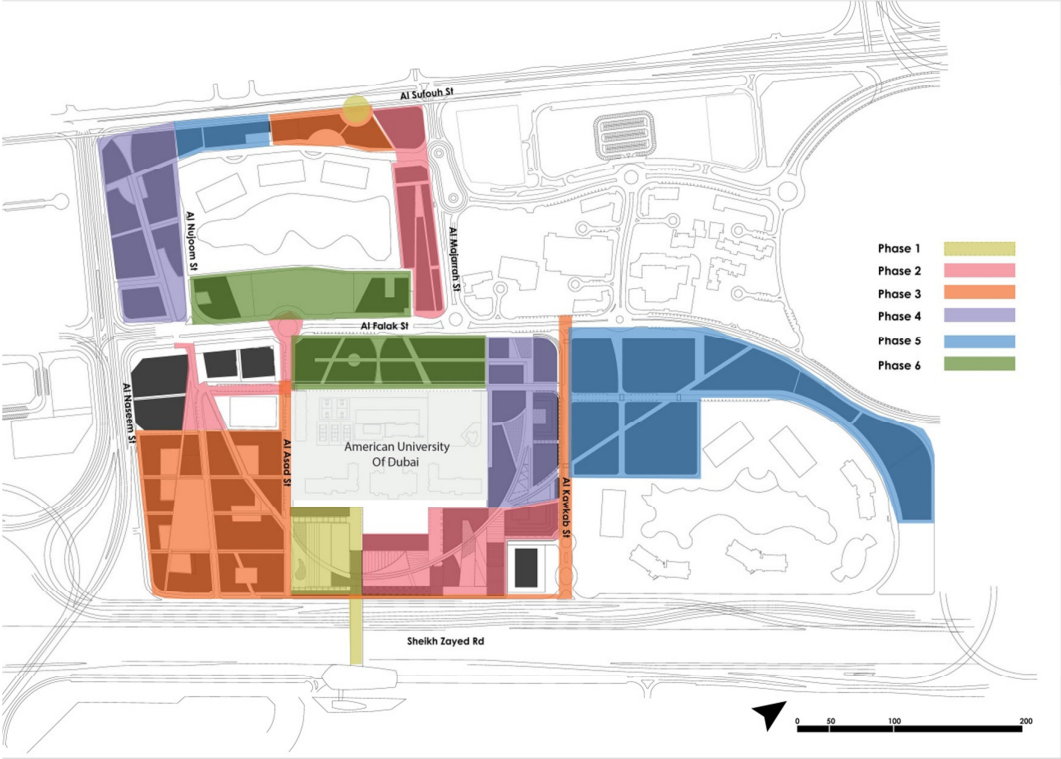 Al Sufouh St
Al Nujoom St
Al Majarrah St
Phase 1
Phase 2
Phase 3
Phase 4
Phase 5
Phase 6
Al Falak St
Al Naseem St
Al Asad St
American University
Of Dubai
Al Kawkab St
Sheikh Zayed Rd
0 50 100 200